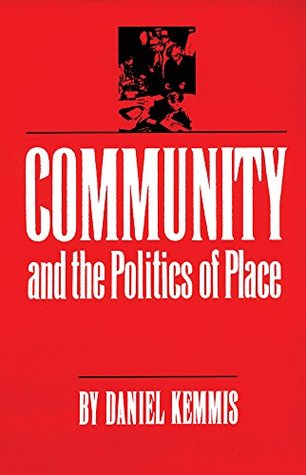 COMMUNITY
and the Politics of Place
BY DANIEL KEMMIS